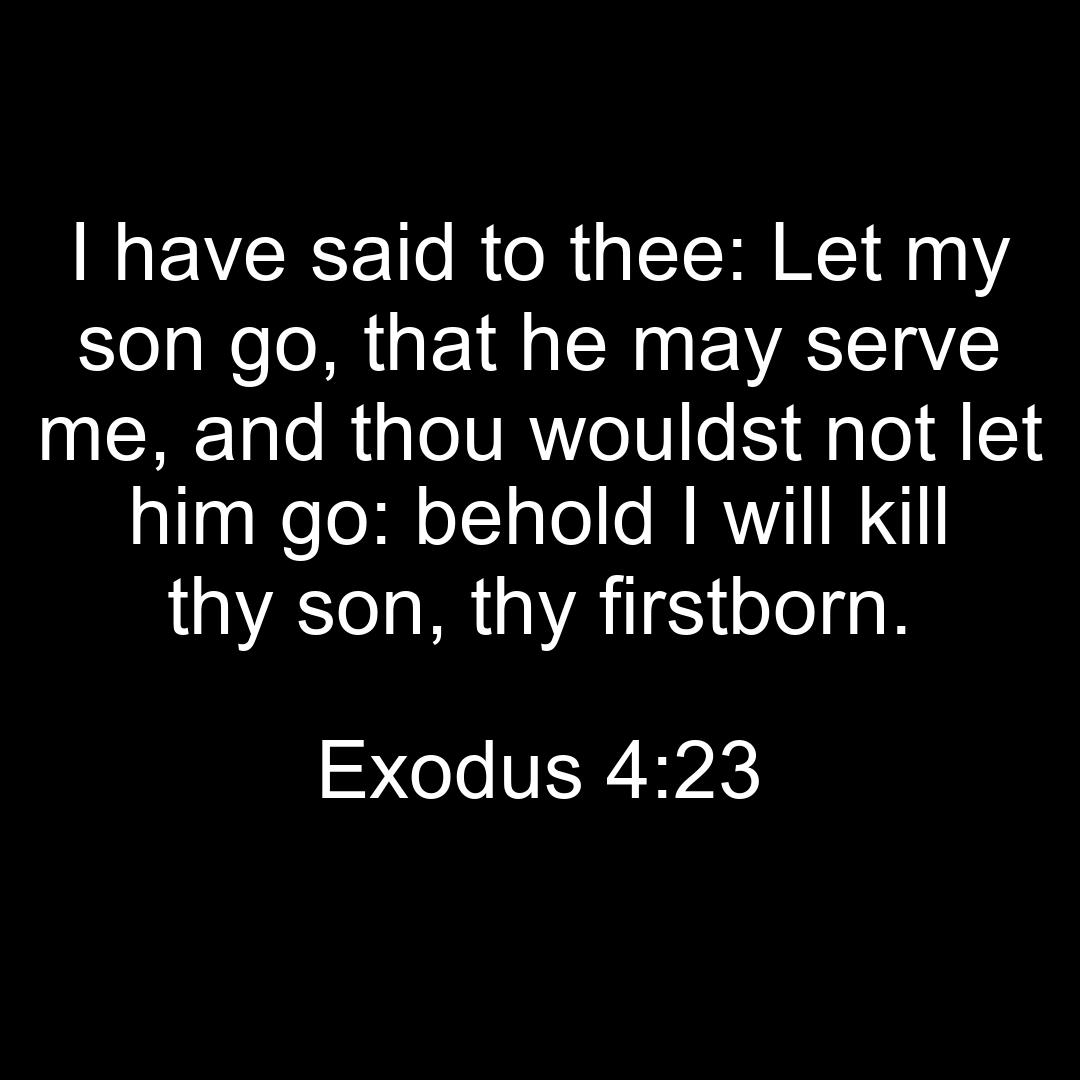 I have said to thee: Let my
son go, that he may serve
me, and thou wouldst not let
him go: behold I will kill
thy son, thy firstborn.
Exodus 4:23